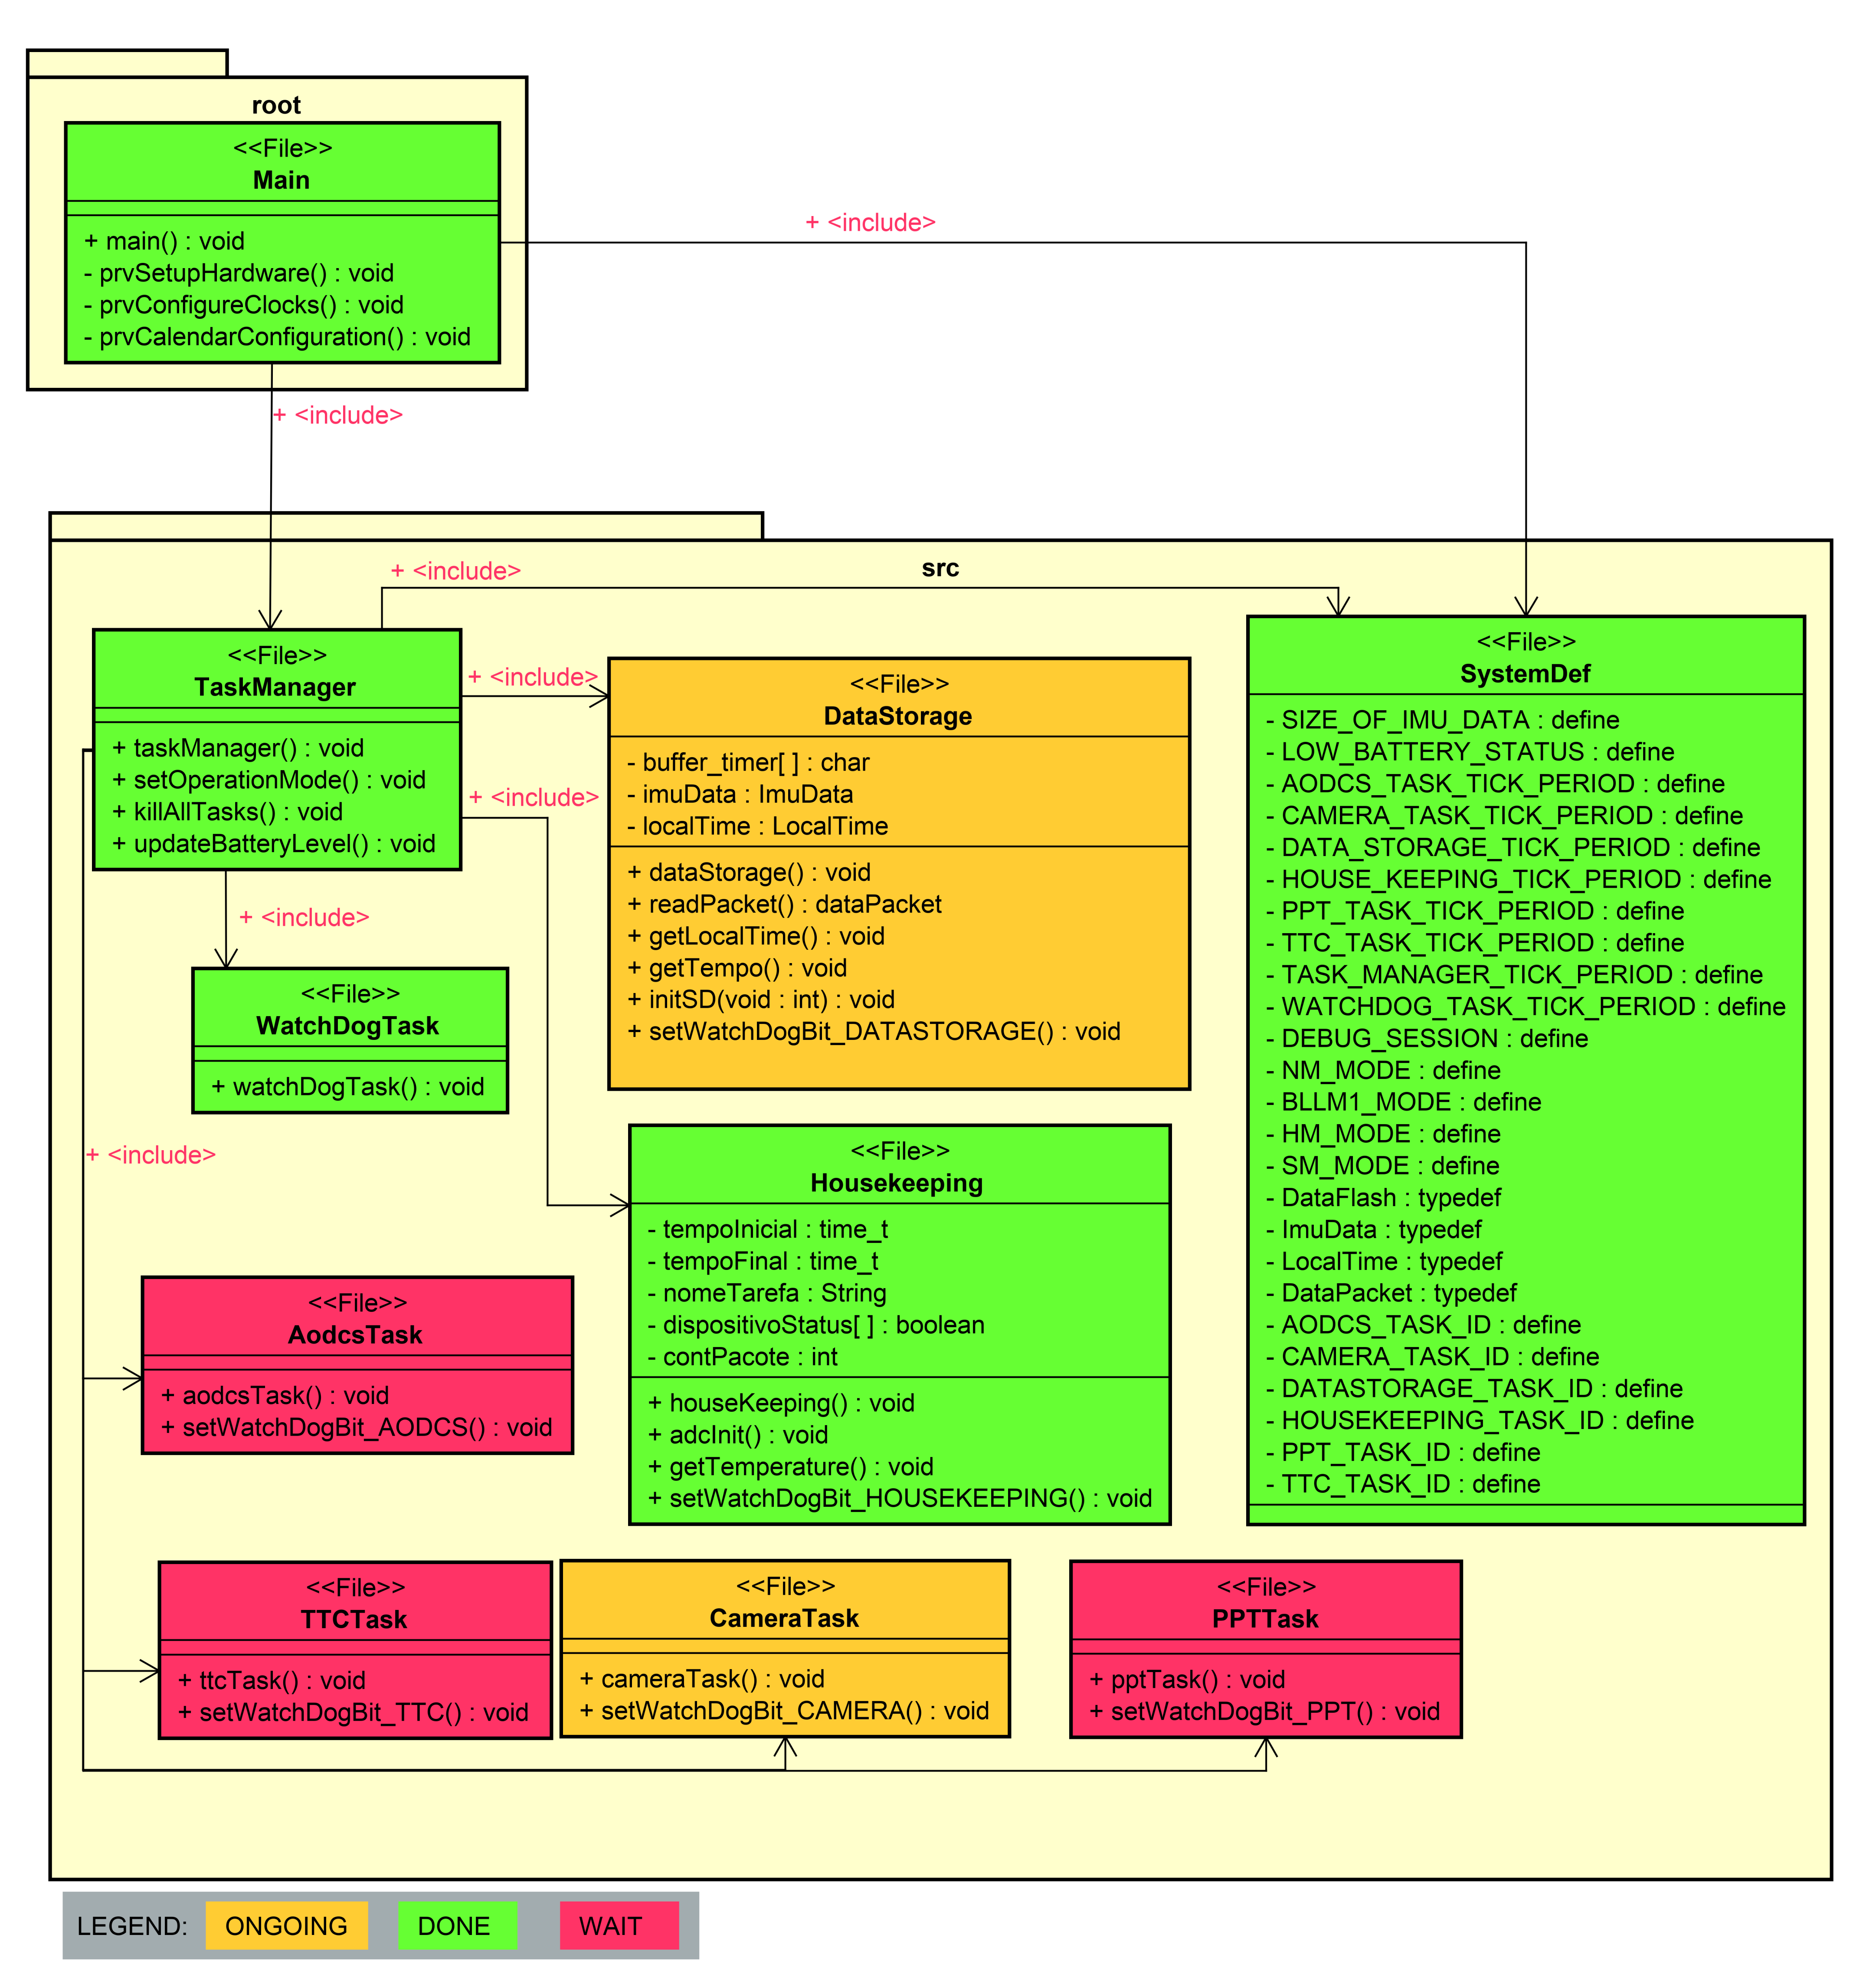 root
<<File>>
Main
+ main() : void
- prvSetupHardware() : void
- prvConfigureClocks() : void
- prvCalendarConfiguration() : void
+ <include>
+ <include>
src
+ <include>
<<File>>
TaskManager
+ taskManager() : void
+ setOperationMode() : void
+ killAllTasks() : void
+ updateBatteryLevel() : void
+ <include>
+ <include>
+ <include>
+ <include>
<<File>>
DataStorage
- buffer_timer[ ] : char
- imuData : ImuData
- localTime : LocalTime
+ dataStorage() : void
+ readPacket() : dataPacket
+ getLocalTime() : void
+ getTempo() : void
+ initSD(void : int) : void
+ setWatchDogBit_DATASTORAGE() : void
<<File>>
SystemDef
- SIZE_OF_IMU_DATA : define
- LOW_BATTERY_STATUS : define
- AODCS_TASK_TICK_PERIOD : define
- CAMERA_TASK_TICK_PERIOD : define
- DATA_STORAGE_TICK_PERIOD : define
- HOUSE_KEEPING_TICK_PERIOD : define
- PPT_TASK_TICK_PERIOD : define
- TTC_TASK_TICK_PERIOD : define
- TASK_MANAGER_TICK_PERIOD : define
- WATCHDOG_TASK_TICK_PERIOD : define
- DEBUG_SESSION : define
- NM_MODE : define
- BLLM1_MODE : define
- HM_MODE : define
- SM_MODE : define
- DataFlash : typedef
- ImuData : typedef
- LocalTime : typedef
- DataPacket : typedef
- AODCS_TASK_ID : define
- CAMERA_TASK_ID : define
- DATASTORAGE_TASK_ID : define
- HOUSEKEEPING_TASK_ID : define
- PPT_TASK_ID : define
- TTC_TASK_ID : define
<<File>>
WatchDogTask
+ watchDogTask() : void
<<File>>
Housekeeping
- tempoInicial : time_t
- tempoFinal : time_t
- nomeTarefa : String
- dispositivoStatus[ ] : boolean
- contPacote : int
+ houseKeeping() : void
+ adcInit() : void
+ getTemperature() : void
+ setWatchDogBit_HOUSEKEEPING() : void
<<File>>
AodcsTask
+ aodcsTask() : void
+ setWatchDogBit_AODCS() : void
<<File>>
TTCTask
+ ttcTask() : void
+ setWatchDogBit_TTC() : void
<<File>>
CameraTask
+ cameraTask() : void
+ setWatchDogBit_CAMERA() : void
<<File>>
PPTTask
+ pptTask() : void
+ setWatchDogBit_PPT() : void
LEGEND: ONGOING DONE WAIT